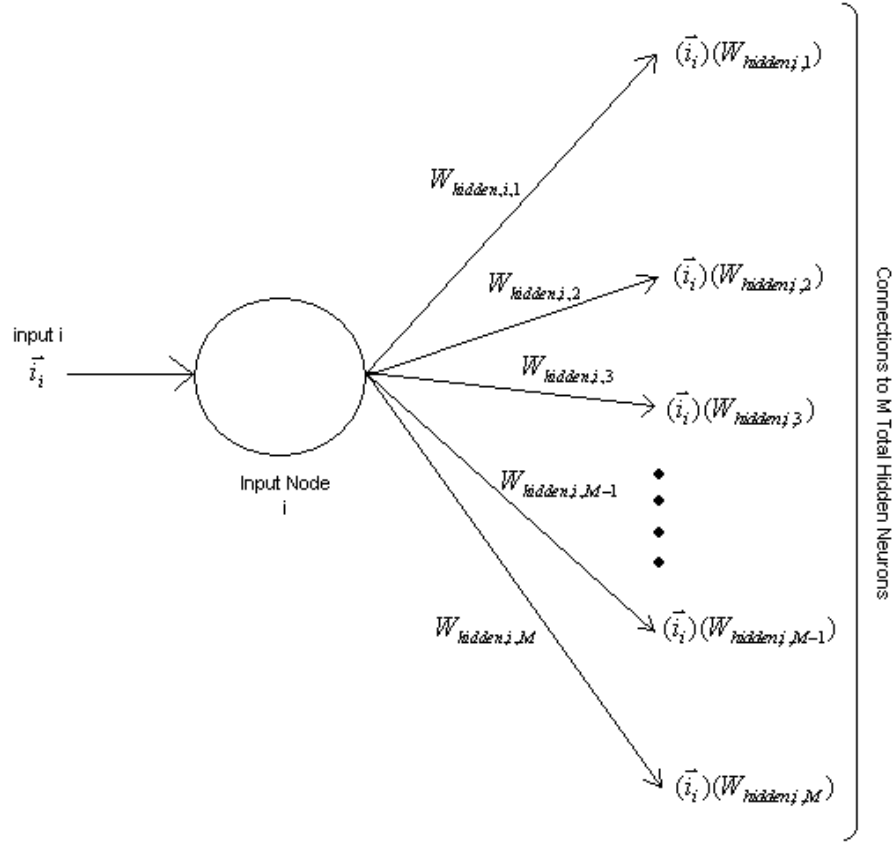 (i⃗ᵢ)(W_hidden,i,1)
W_hidden,i,1
(i⃗ᵢ)(W_hidden,i,2)
W_hidden,i,2
input i
i⃗ᵢ
W_hidden,i,3
(i⃗ᵢ)(W_hidden,i,3)
Input Node
i
W_hidden,i,M−1
(i⃗ᵢ)(W_hidden,i,M−1)
W_hidden,i,M
(i⃗ᵢ)(W_hidden,i,M)
Connections to M Total Hidden Neurons